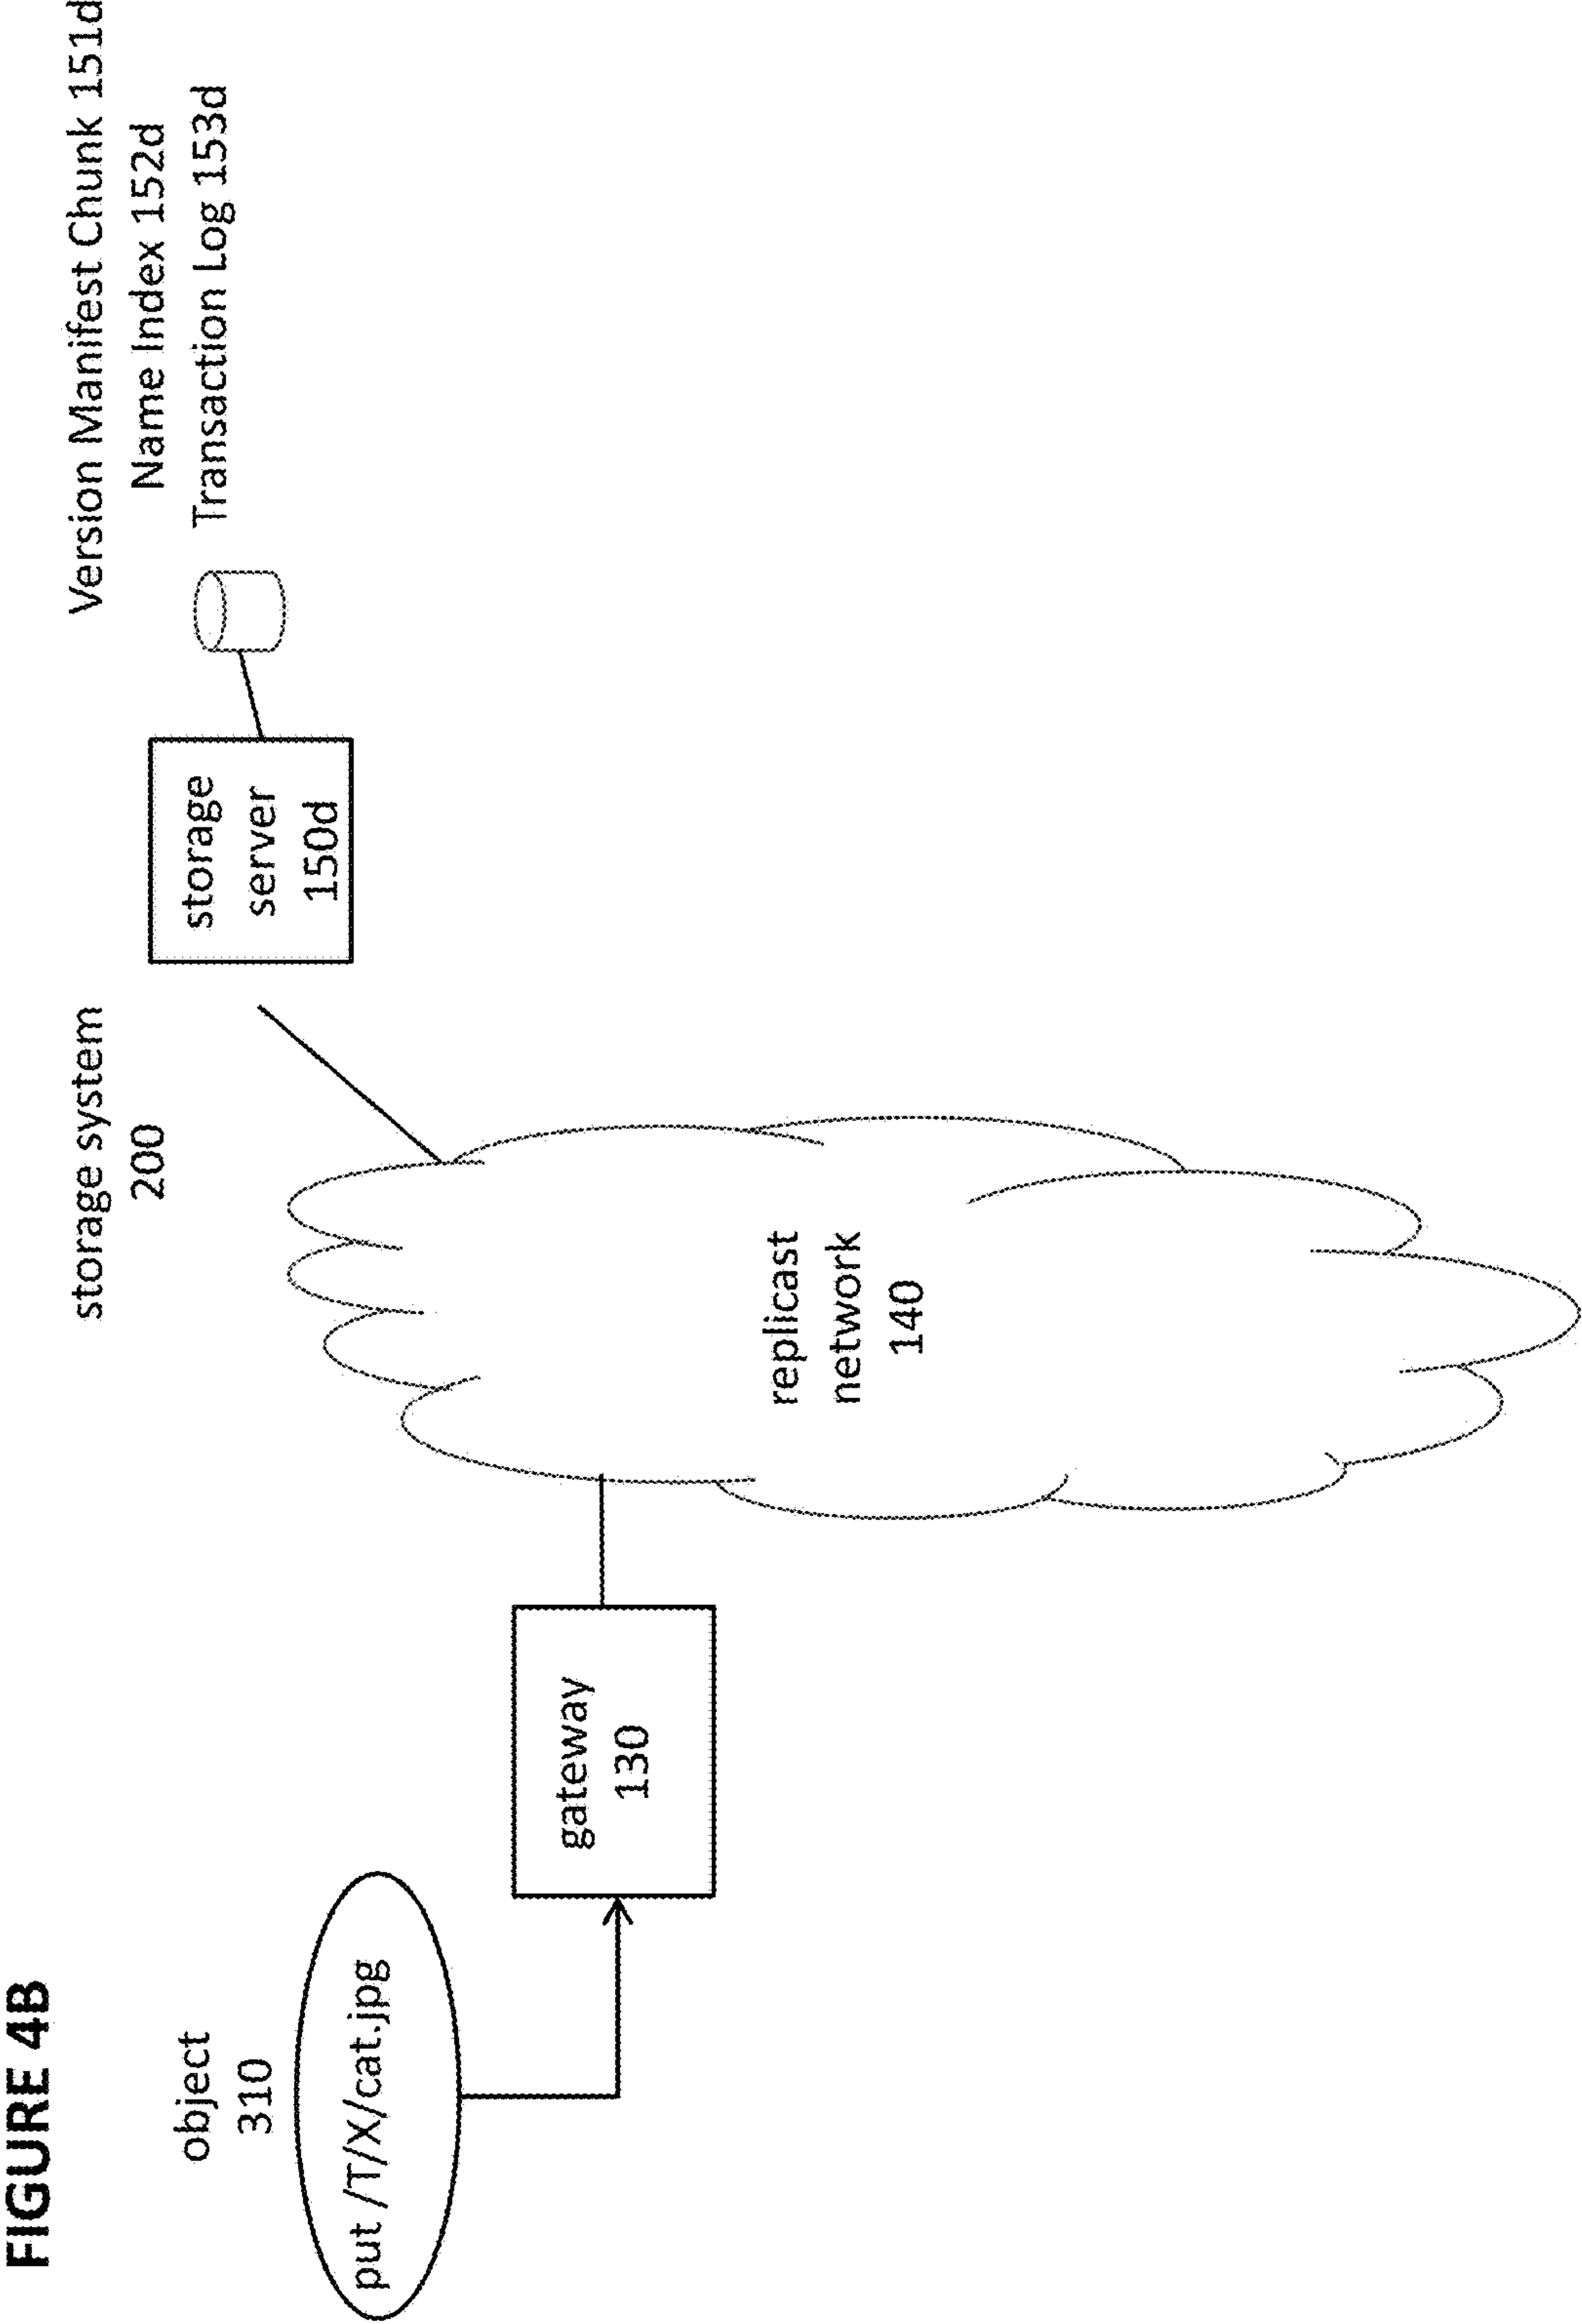 FIGURE 4B
object
310
put /T/X/cat.jpg
gateway
130
storage system
200
replicast
network
140
storage
server
150d
Version Manifest Chunk 151d
Name Index 152d
Transaction Log 153d